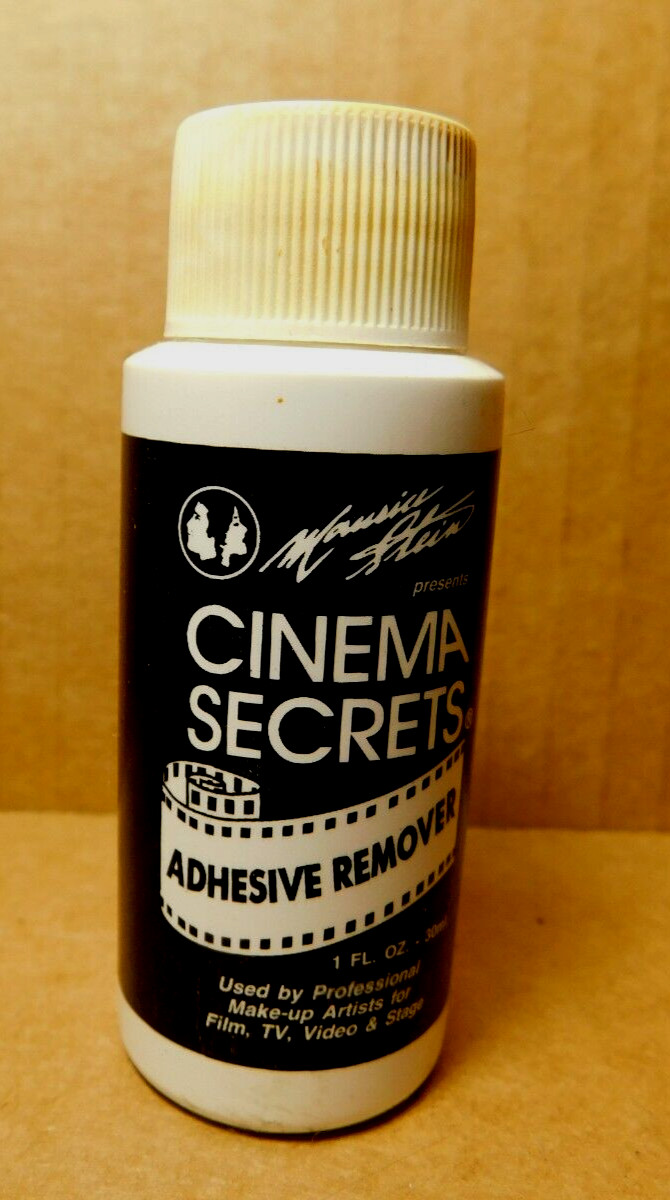 Maurice Stein
presents
CINEMA
SECRETS®
ADHESIVE REMOVER
1 FL. OZ. - 30ml
Used by Professional
Make-up Artists for
Film, TV, Video & Stage